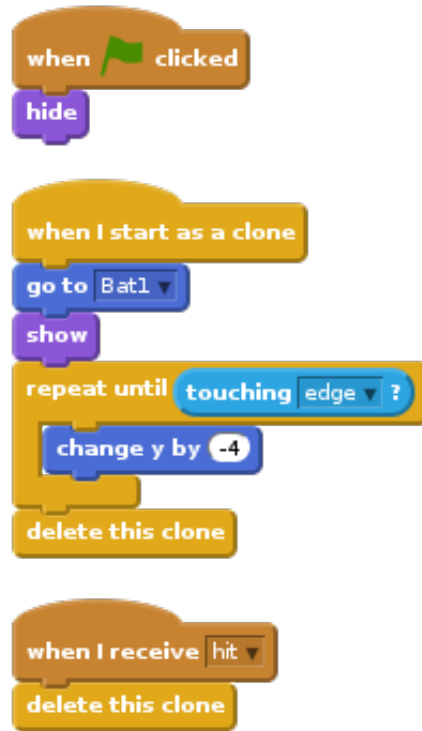 when clicked
hide
when I start as a clone
go to Bat1
show
repeat until touching edge ?
change y by -4
delete this clone
when I receive hit
delete this clone